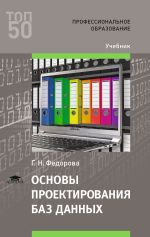 ТОП
50
ПРОФЕССИОНАЛЬНОЕ
ОБРАЗОВАНИЕ
Учебник
Г. Н. Федорова
ОСНОВЫ
ПРОЕКТИРОВАНИЯ
БАЗ ДАННЫХ